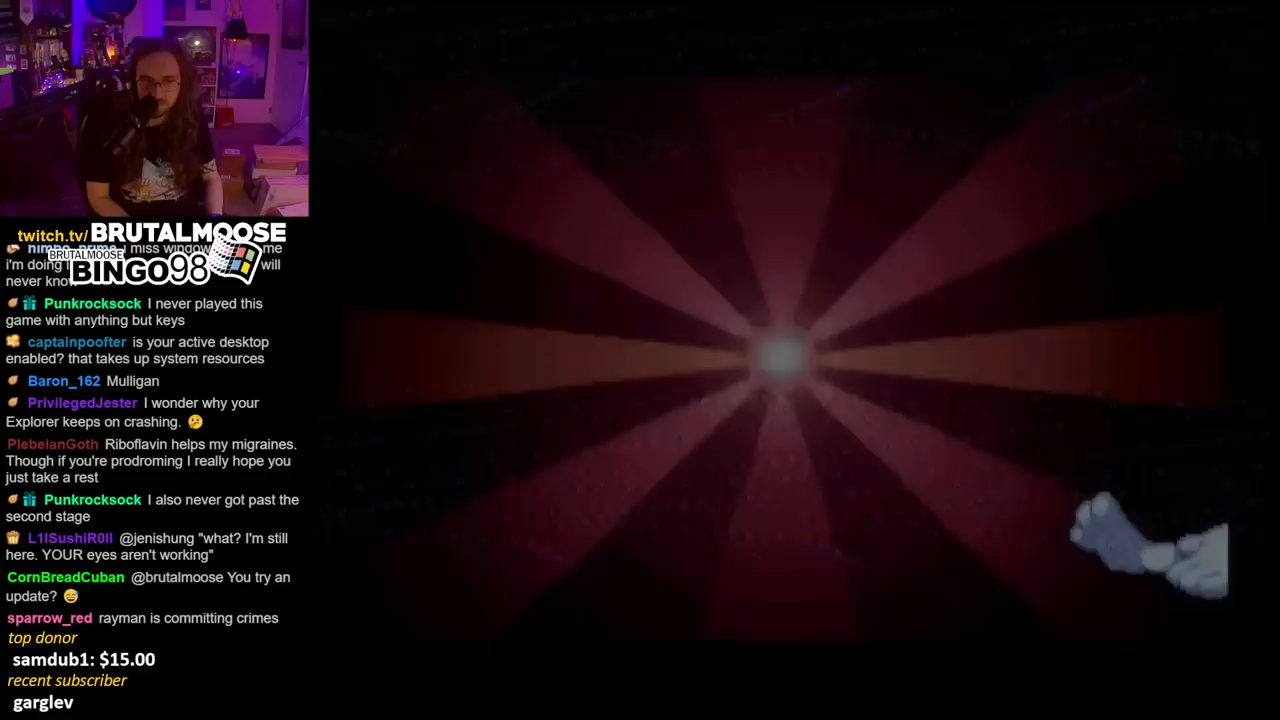 twitch.tv/BRUTALMOOSE
BRUTALMOOSE
BINGO98
nimbo_prime I miss window me
i'm doing will
never know
Punkrocksock I never played this
game with anything but keys
captainpoofter is your active desktop
enabled? that takes up system resources
Baron_162 Mulligan
PrivilegedJester I wonder why your
Explorer keeps on crashing. 🤔
PlebeianGoth Riboflavin helps my migraines.
Though if you're prodroming I really hope you
just take a rest
Punkrocksock I also never got past the
second stage
L1lSushiR0ll @jenishung "what? I'm still
here. YOUR eyes aren't working"
CornBreadCuban @brutalmoose You try an
update? 😅
sparrow_red rayman is committing crimes
top donor
samdub1: $15.00
recent subscriber
garglev